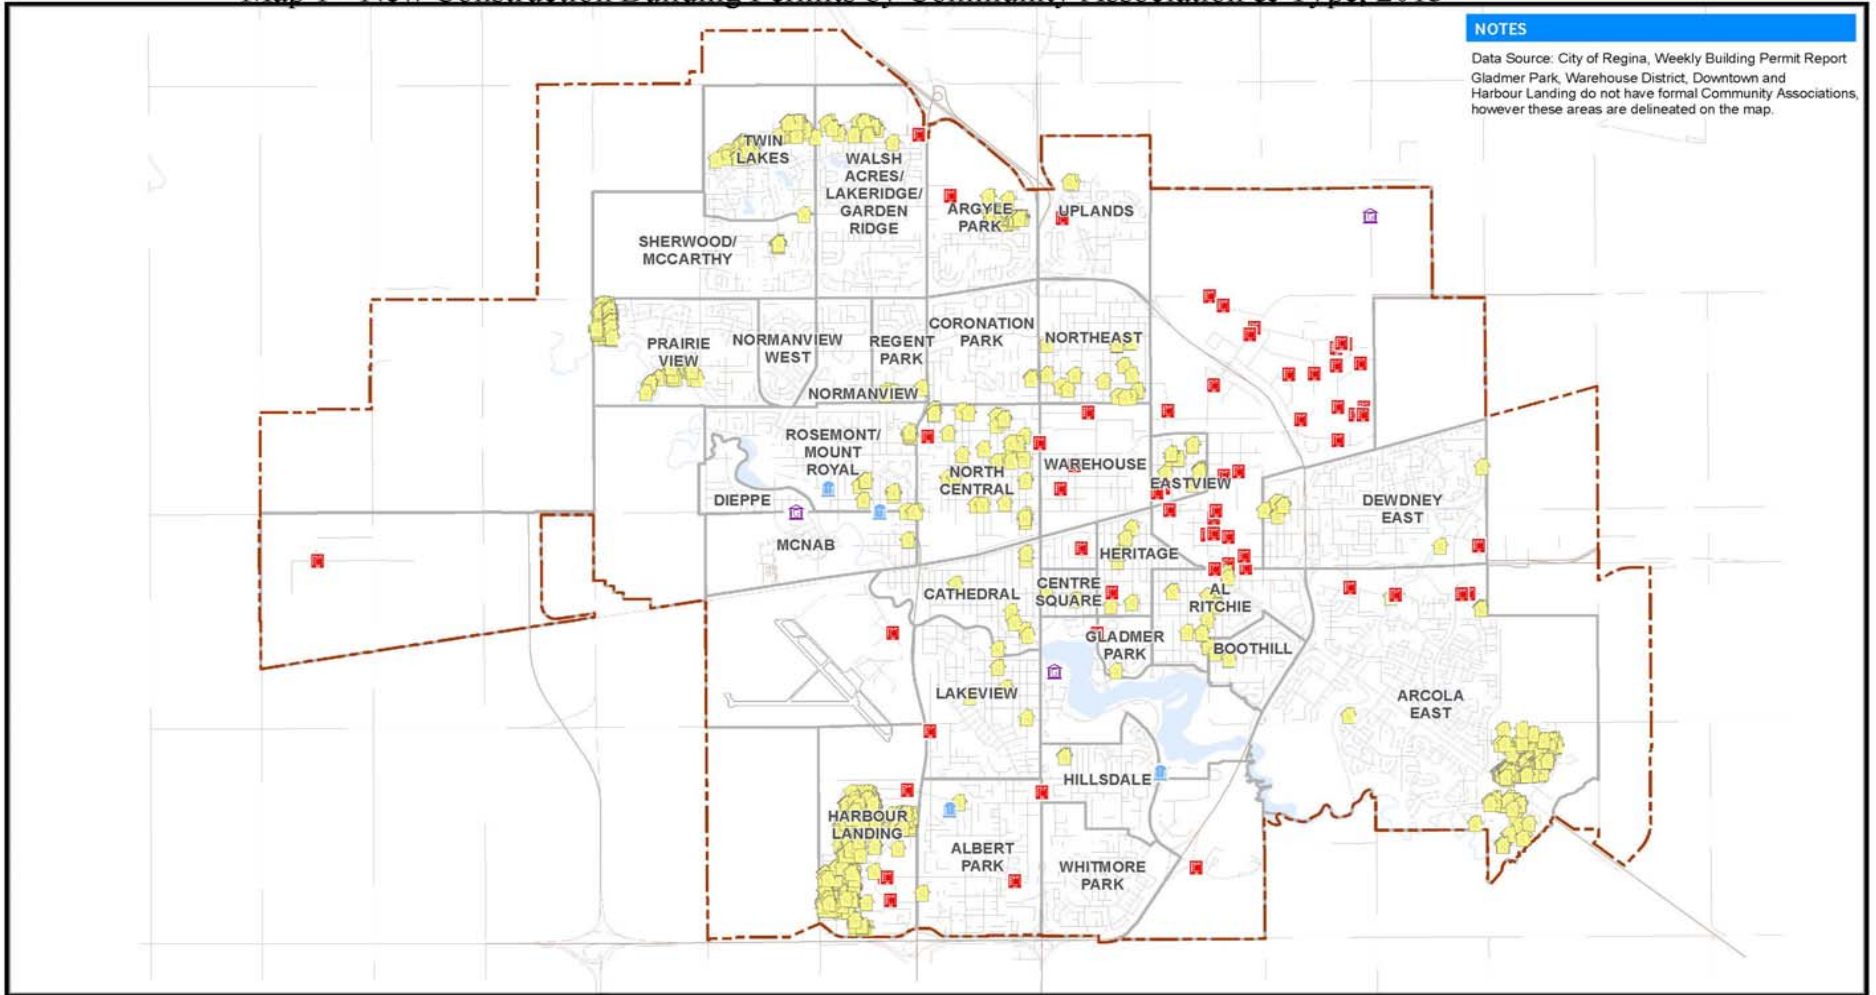 NOTES
Data Source: City of Regina, Weekly Building Permit Report
Gladmer Park, Warehouse District, Downtown and
Harbour Landing do not have formal Community Associations,
however these areas are delineated on the map.
TWIN
LAKES
WALSH
ACRES/
LAKERIDGE/
GARDEN
RIDGE
ARGYLE
PARK
UPLANDS
SHERWOOD/
MCCARTHY
PRAIRIE
VIEW
NORMANVIEW
WEST
REGENT
PARK
CORONATION
PARK
NORTHEAST
NORMANVIEW
ROSEMONT/
MOUNT
ROYAL
NORTH
CENTRAL
WAREHOUSE
EASTVIEW
DIEPPE
DEWDNEY
EAST
MCNAB
HERITAGE
CATHEDRAL
CENTRE
SQUARE
AL
RITCHIE
GLADMER
PARK
BOOTHILL
LAKEVIEW
ARCOLA
EAST
HILLSDALE
HARBOUR
LANDING
ALBERT
PARK
WHITMORE
PARK